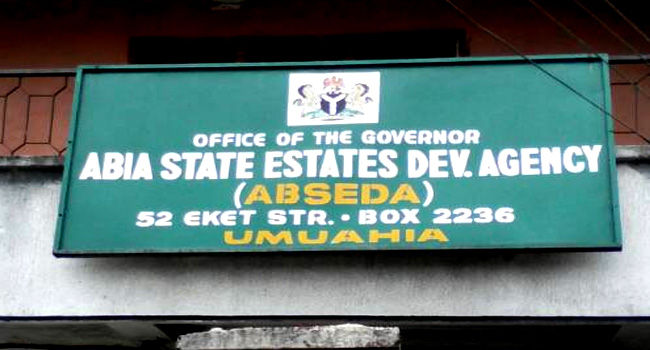 OFFICE OF THE GOVERNOR
ABIA STATE ESTATES DEV. AGENCY
(ABSEDA)
52 EKET STR. • BOX 2236
UMUAHIA